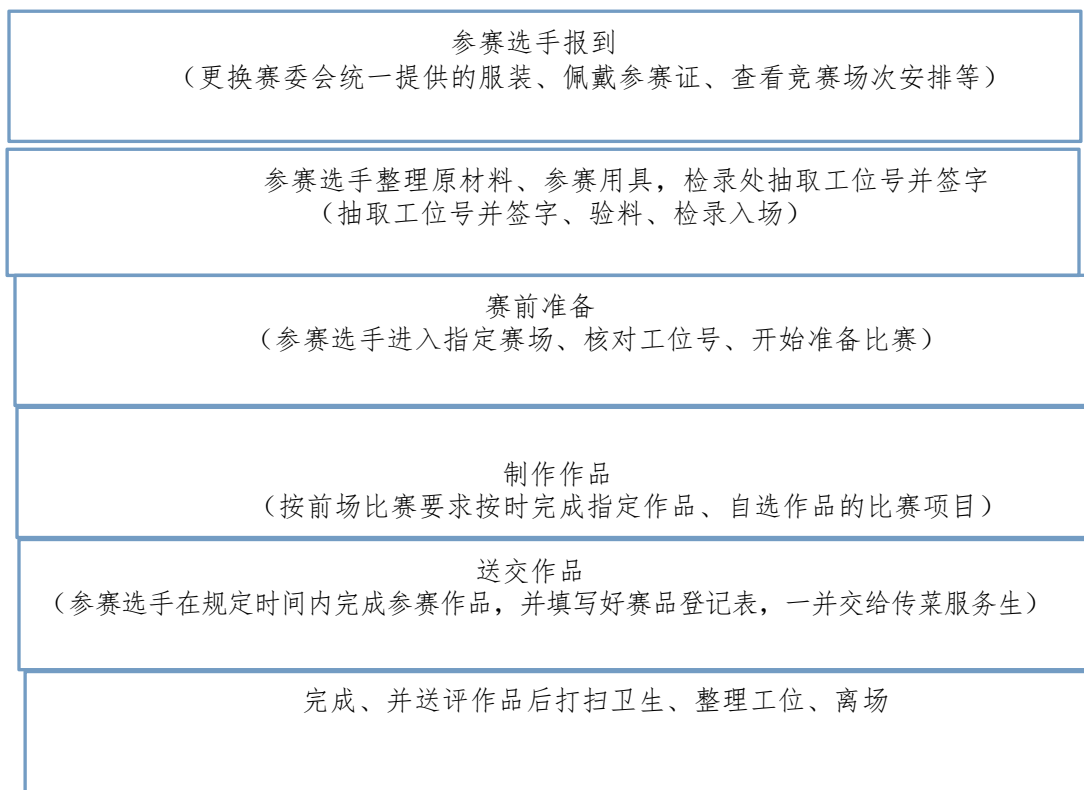 参赛选手报到
（更换赛委会统一提供的服装、佩戴参赛证、查看竞赛场次安排等）
参赛选手整理原材料、参赛用具，检录处抽取工位号并签字
（抽取工位号并签字、验料、检录入场）
赛前准备
（参赛选手进入指定赛场、核对工位号、开始准备比赛）
制作作品
（按前场比赛要求按时完成指定作品、自选作品的比赛项目）
送交作品
（参赛选手在规定时间内完成参赛作品，并填写好赛品登记表，一并交给传菜服务生）
完成、并送评作品后打扫卫生、整理工位、离场